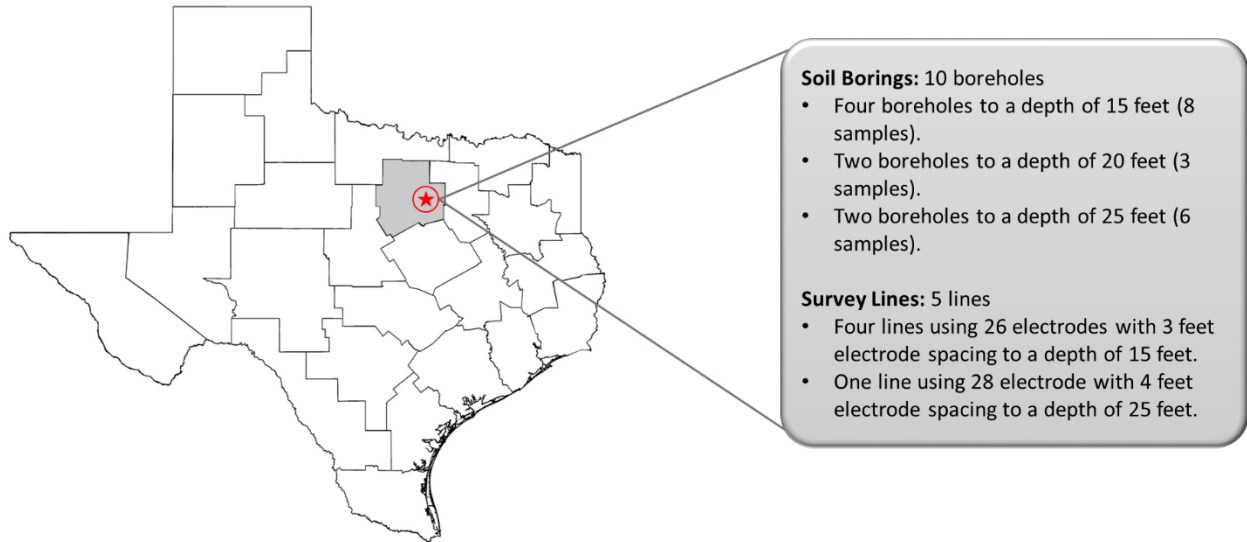 Soil Borings: 10 boreholes
• Four boreholes to a depth of 15 feet (8
samples).
• Two boreholes to a depth of 20 feet (3
samples).
• Two boreholes to a depth of 25 feet (6
samples).
Survey Lines: 5 lines
• Four lines using 26 electrodes with 3 feet
electrode spacing to a depth of 15 feet.
• One line using 28 electrode with 4 feet
electrode spacing to a depth of 25 feet.